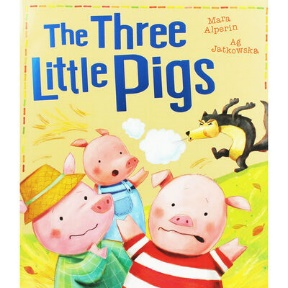 The Three
Little Pigs
Mara
Alperin
Ag
Jatkowska